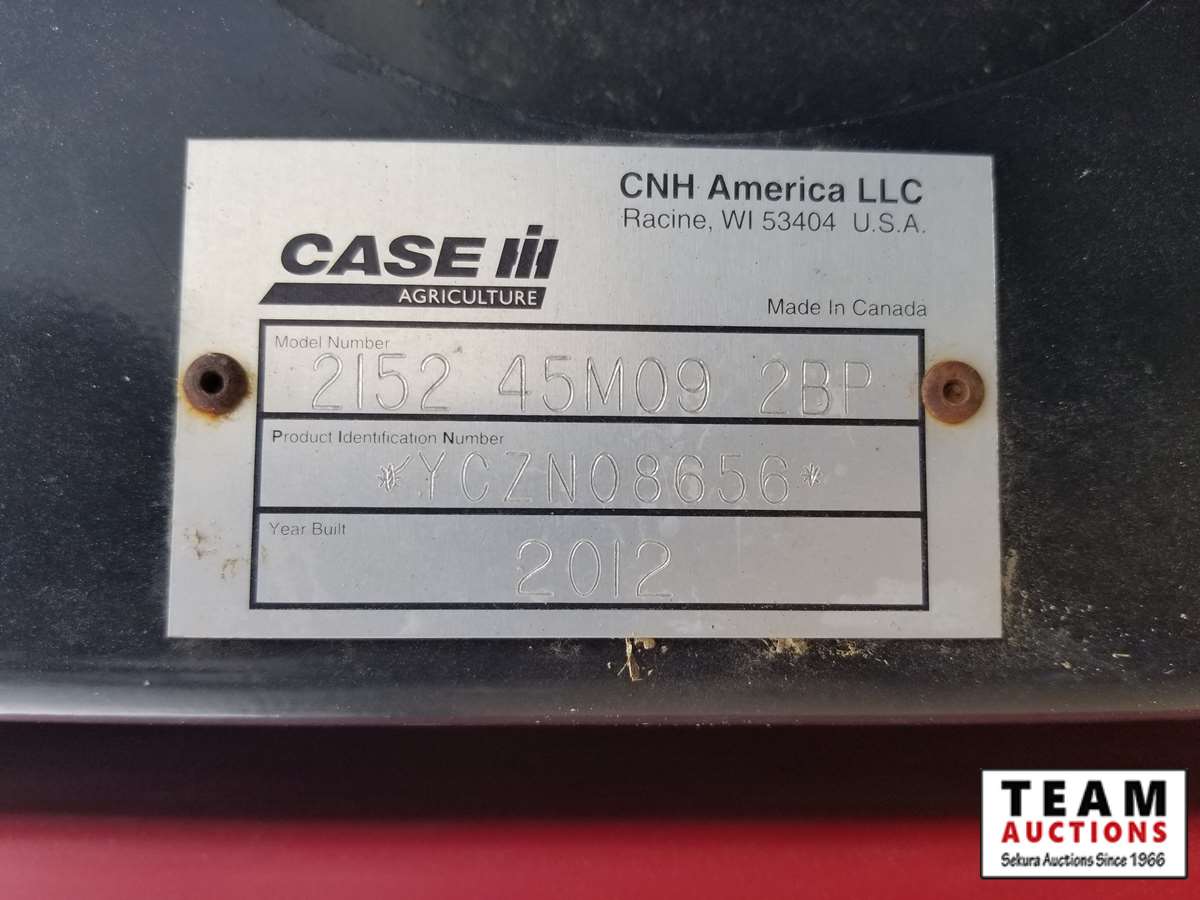 CNH America LLC
Racine, WI 53404 U.S.A.
CASE IH
AGRICULTURE
Made In Canada
Model Number
2152 45M09 2BP
Product Identification Number
*YCZN08656*
Year Built
2012
TEAM
AUCTIONS
Sekura Auctions Since 1966